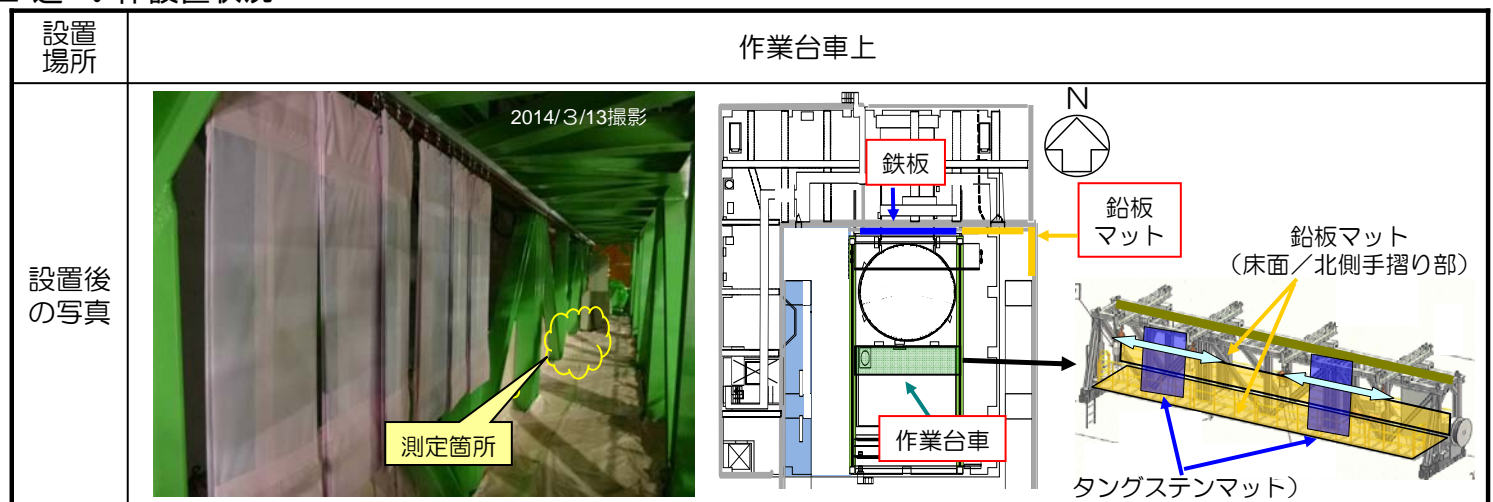 設置
場所
作業台車上
設置後
の写真
2014/3/13撮影
測定箇所
N
鉄板
鉛板
マット
作業台車
鉛板マット
（床面／北側手摺り部）
タングステンマット）